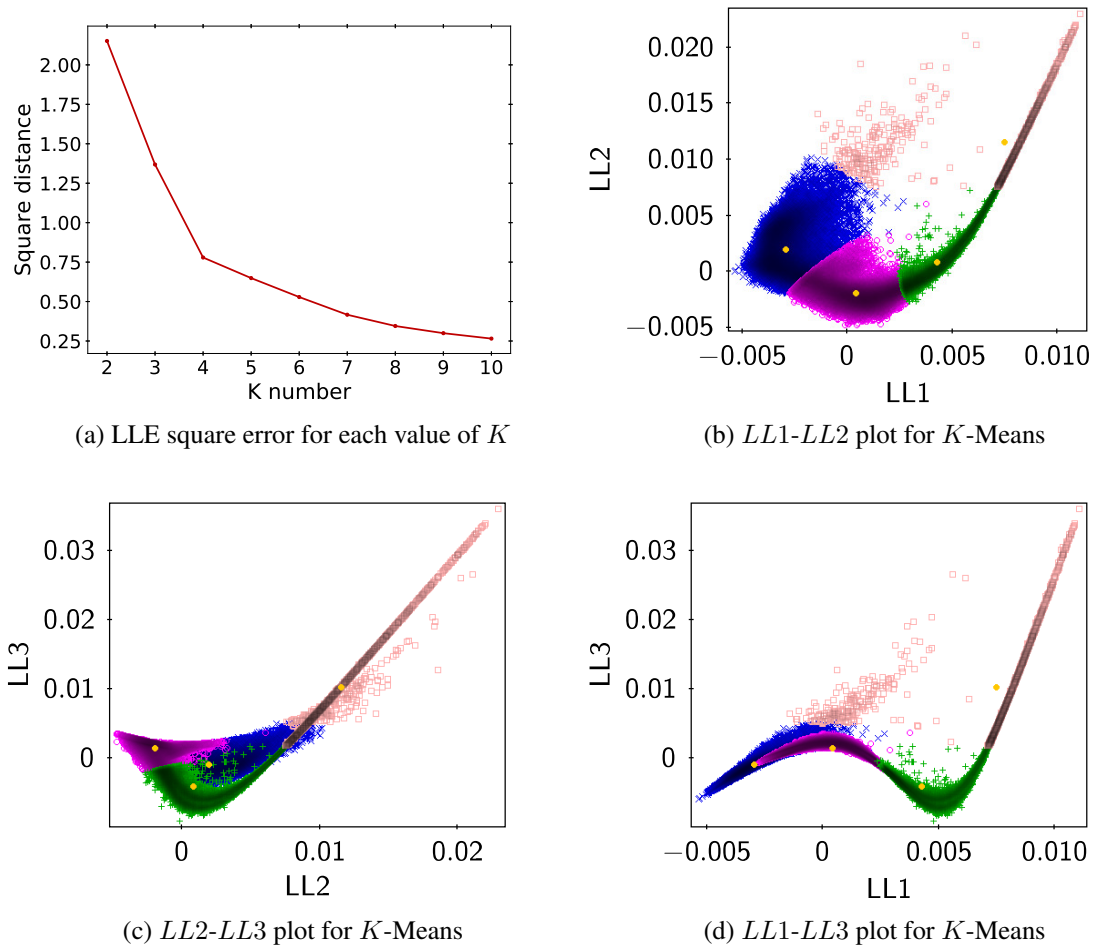 2.00
1.75
1.50
1.25
1.00
0.75
0.50
0.25
Square distance
2 3 4 5 6 7 8 9 10
K number
(a) LLE square error for each value of K
0.020
0.015
0.010
0.005
0
−0.005
LL2
−0.005 0 0.005 0.010
LL1
(b) LL1-LL2 plot for K-Means
0.03
0.02
0.01
0
LL3
0 0.01 0.02
LL2
(c) LL2-LL3 plot for K-Means
0.03
0.02
0.01
0
LL3
−0.005 0 0.005 0.010
LL1
(d) LL1-LL3 plot for K-Means